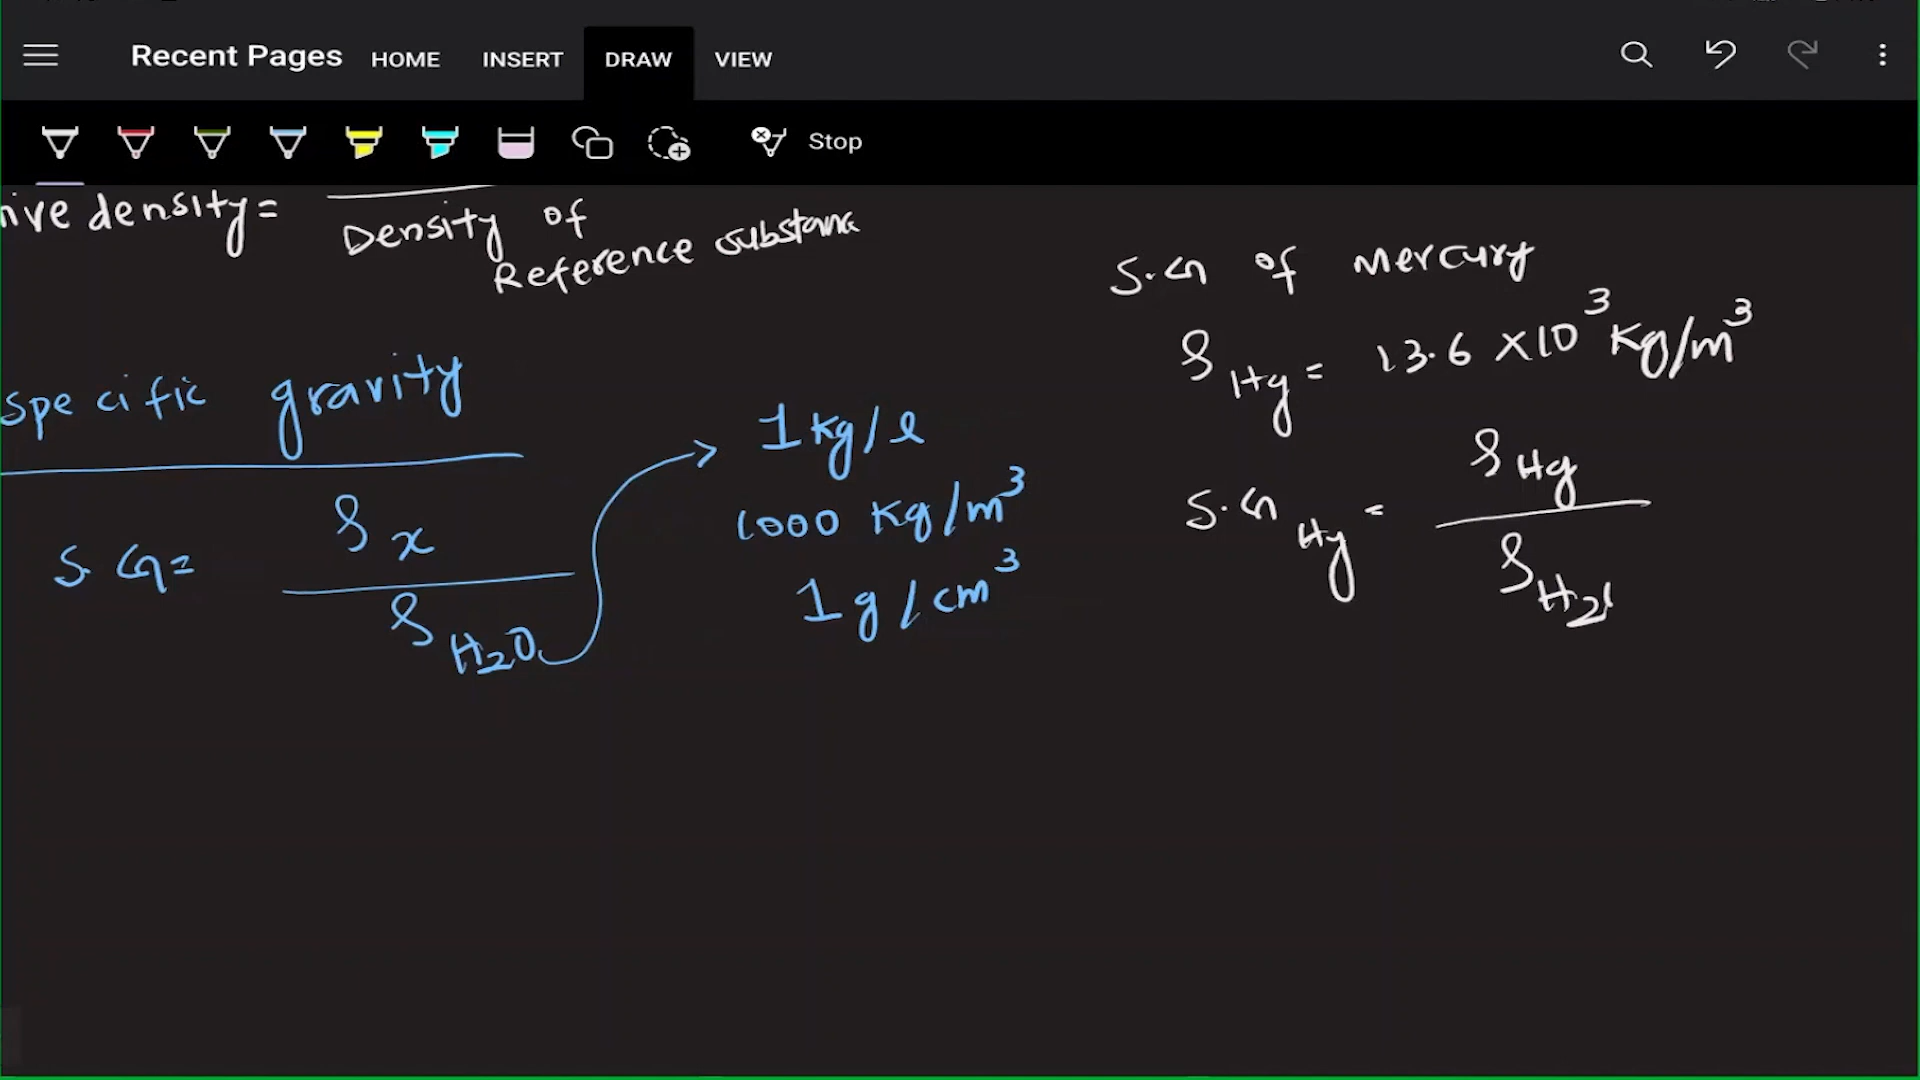 Recent Pages HOME INSERT DRAW VIEW
Stop
ive density =
Density of
Reference substance
specific gravity
S.G = ρx
ρH₂O
1 kg/l
1000 kg/m³
1 g/cm³
S.G of mercury
ρHg = 13.6 ×10³ Kg/m³
S.G Hg = ρHg
ρH₂